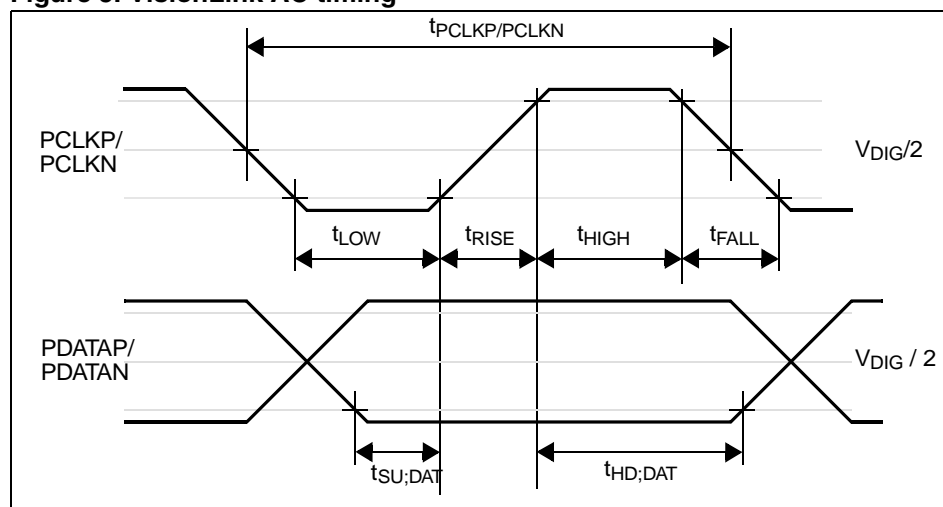 Figure 3. VisionLink AC timing
tPCLKP/PCLKN
PCLKP/
PCLKN
VDIG/2
tLOW
tRISE
tHIGH
tFALL
PDATAP/
PDATAN
VDIG / 2
tSU;DAT
tHD;DAT